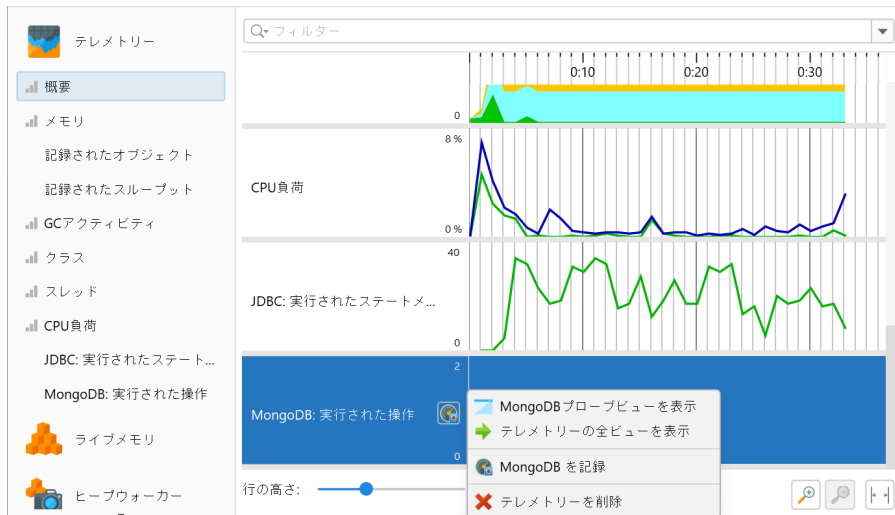 テレメトリー
概要
メモリ
記録されたオブジェクト
記録されたスループット
GCアクティビティ
クラス
スレッド
CPU負荷
JDBC: 実行されたステート...
MongoDB: 実行された操作
ライブメモリ
ヒープウォーカー
フィルター
0:10 0:20 0:30
0
8 %
CPU負荷
0 %
40
JDBC: 実行されたステートメ...
0
2
MongoDB: 実行された操作
0
MongoDBプローブビューを表示
テレメトリーの全ビューを表示
MongoDB を記録
テレメトリーを削除
行の高さ: